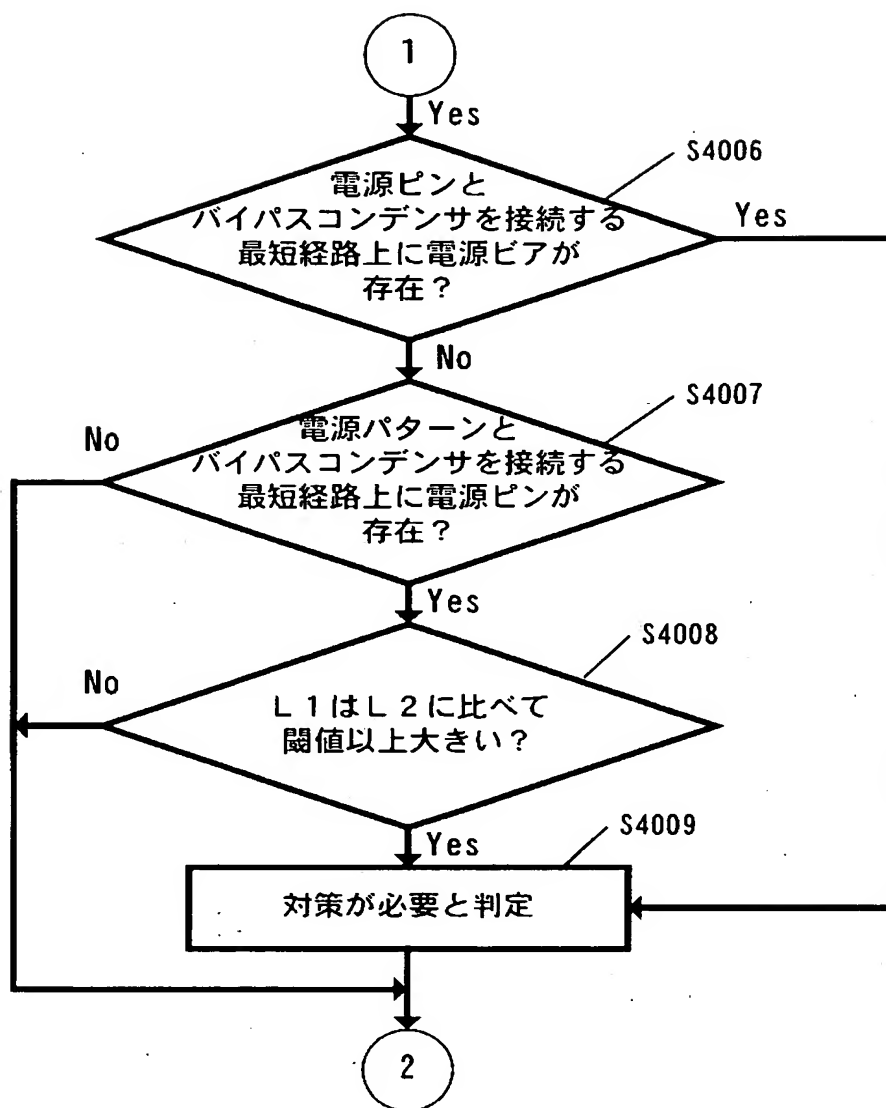 1
Yes
S4006
電源ピンと
バイパスコンデンサを接続する
最短経路上に電源ビアが
存在？
Yes
No
S4007
No
電源パターンと
バイパスコンデンサを接続する
最短経路上に電源ピンが
存在？
Yes
S4008
No
Ｌ１はＬ２に比べて
閾値以上大きい？
Yes
S4009
対策が必要と判定
2